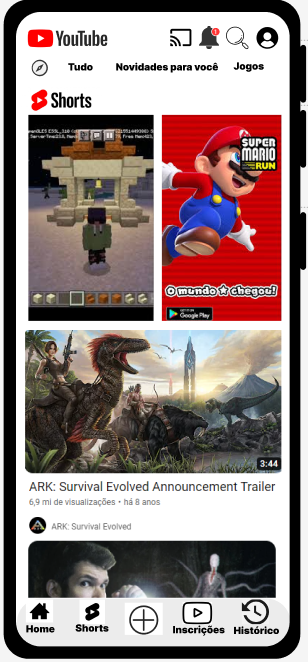 YouTube
1
Tudo Novidades para você Jogos
Shorts
SUPER
MARIO
RUN
O mundo chegou!
GET IT ON
Google Play
3:44
ARK: Survival Evolved Announcement Trailer
6,9 mi de visualizações • há 8 anos
ARK: Survival Evolved
Home Shorts Inscrições Histórico